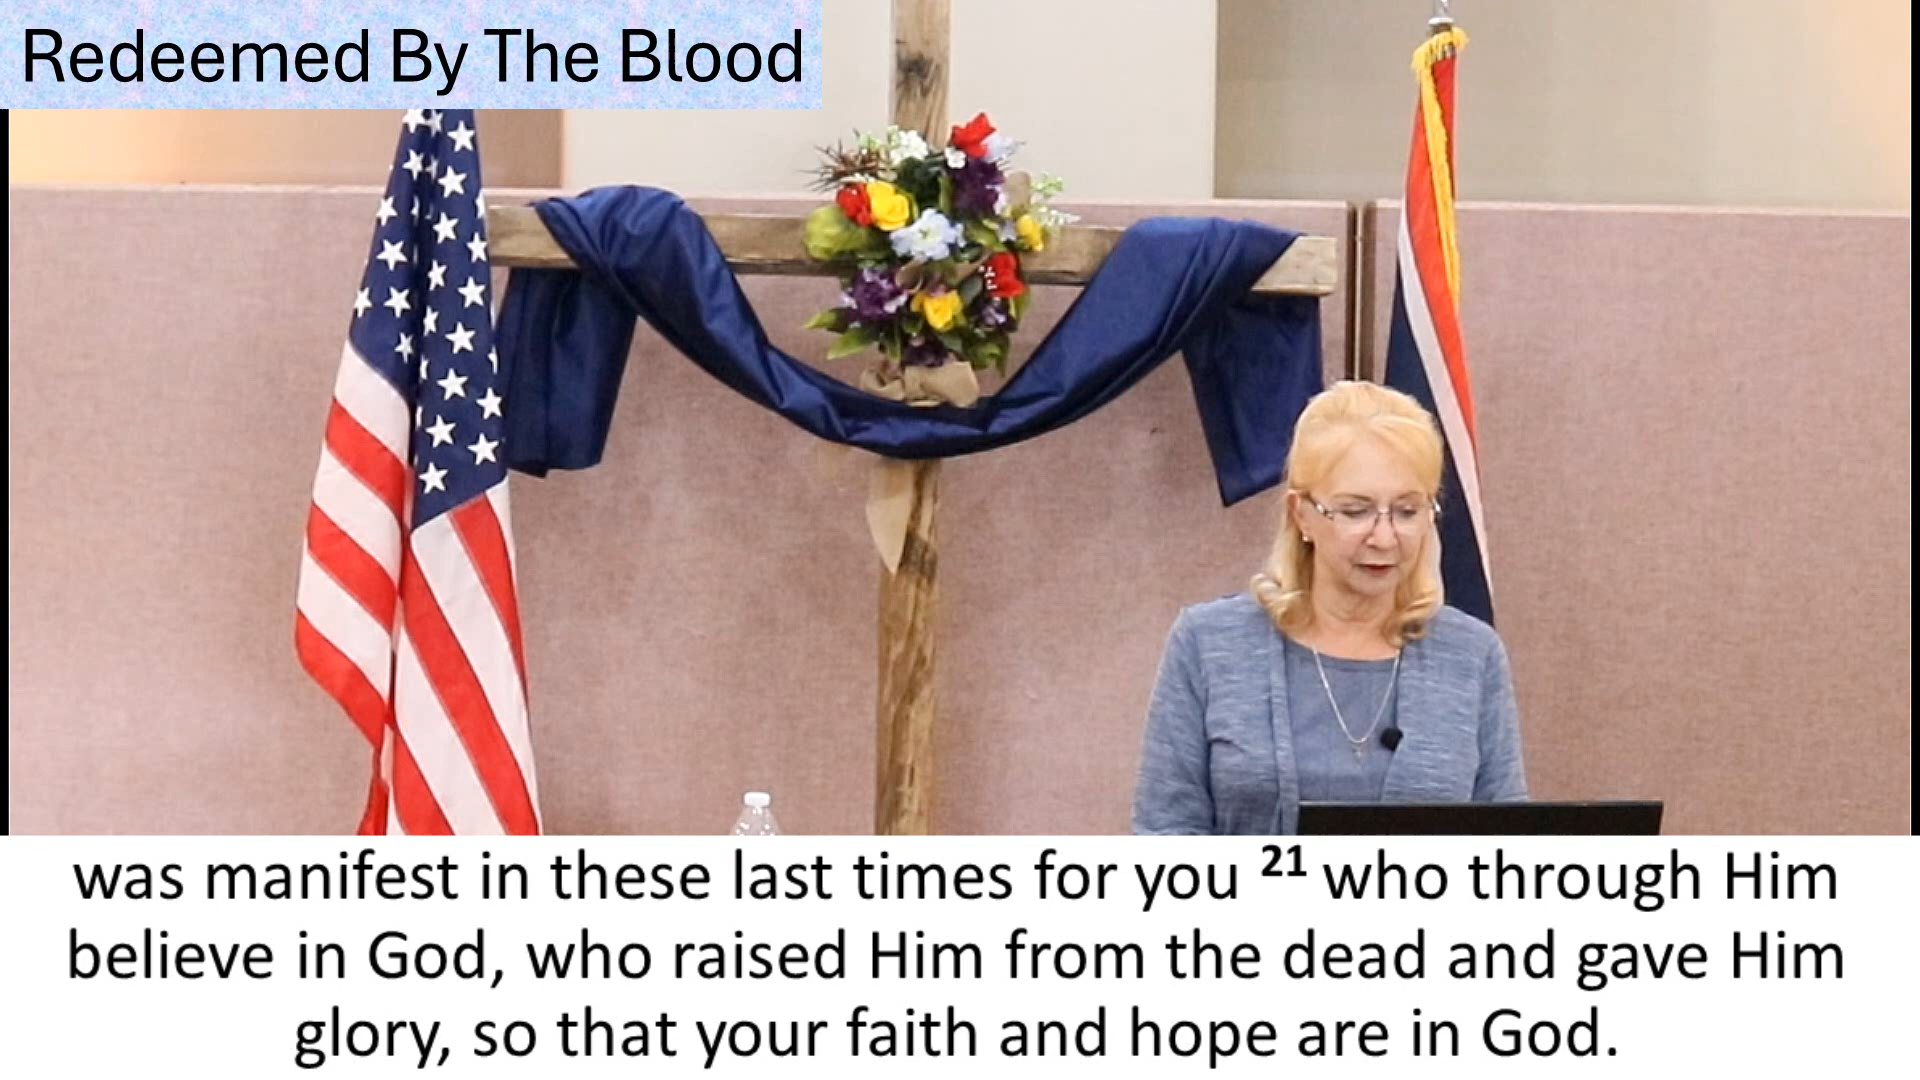 Redeemed By The Blood
was manifest in these last times for you 21 who through Him
believe in God, who raised Him from the dead and gave Him
glory, so that your faith and hope are in God.